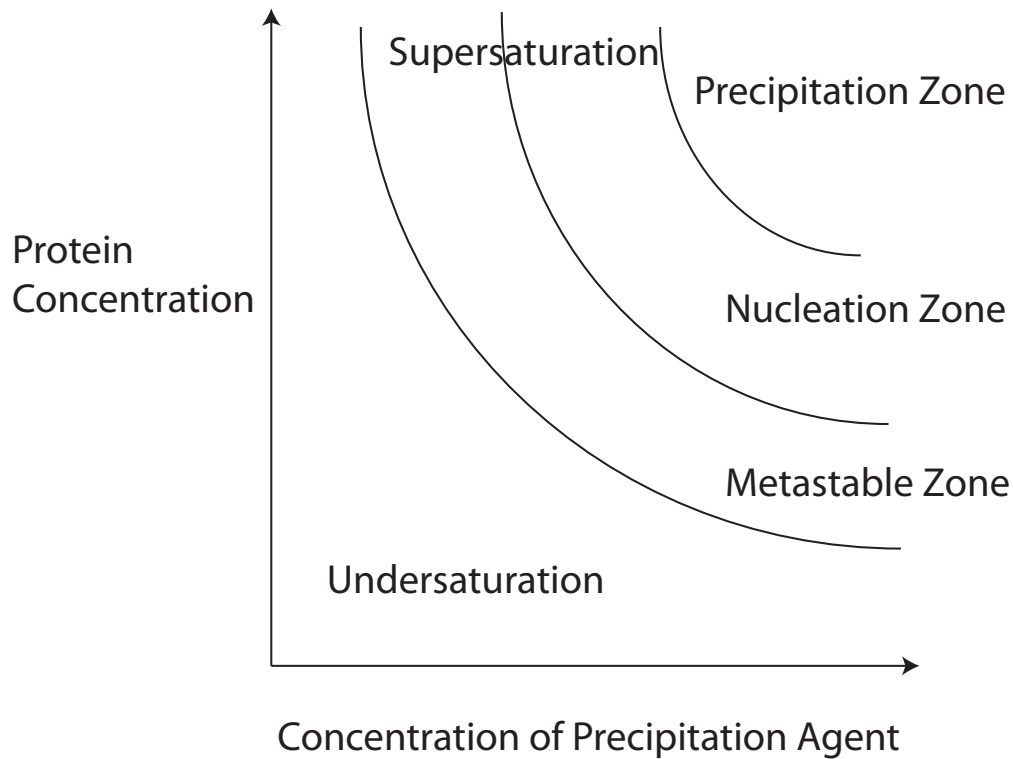 Supersaturation
Precipitation Zone
Protein
Concentration
Nucleation Zone
Metastable Zone
Undersaturation
Concentration of Precipitation Agent